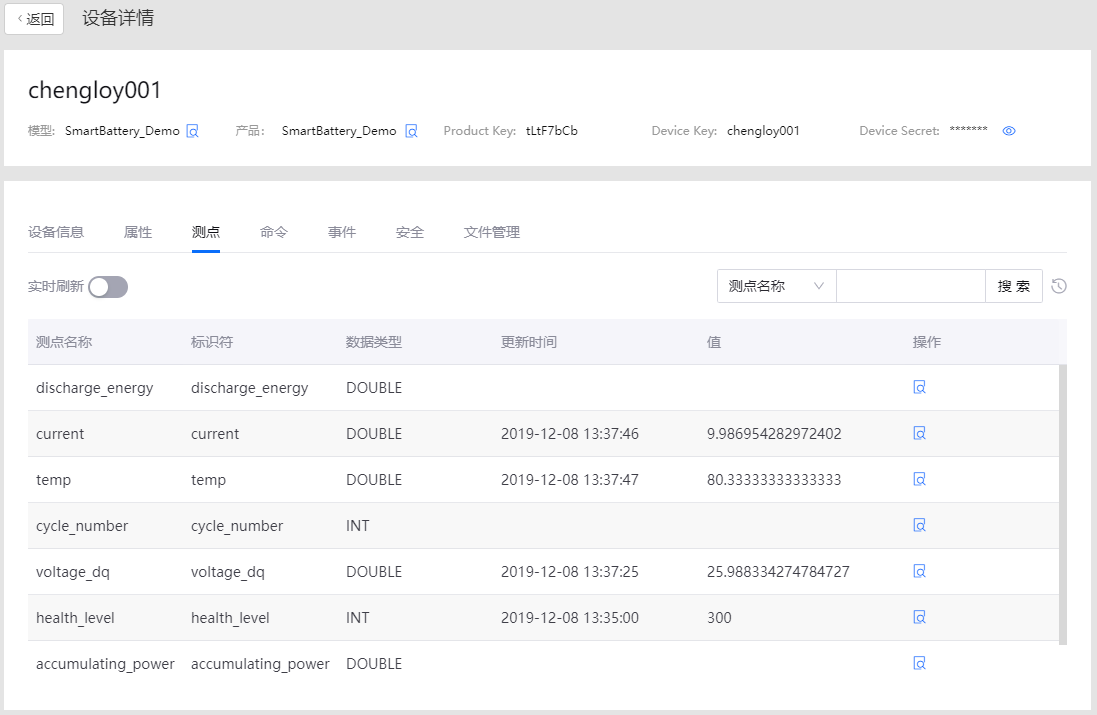 返回 设备详情
chengloy001
模型: SmartBattery_Demo 产品: SmartBattery_Demo Product Key: tLtF7bCb Device Key: chengloy001 Device Secret: *******
设备信息 属性 测点 命令 事件 安全 文件管理
实时刷新 测点名称 搜索
测点名称 标识符 数据类型 更新时间 值 操作
discharge_energy discharge_energy DOUBLE
current current DOUBLE 2019-12-08 13:37:46 9.986954282972402
temp temp DOUBLE 2019-12-08 13:37:47 80.33333333333333
cycle_number cycle_number INT
voltage_dq voltage_dq DOUBLE 2019-12-08 13:37:25 25.988334274784727
health_level health_level INT 2019-12-08 13:35:00 300
accumulating_power accumulating_power DOUBLE